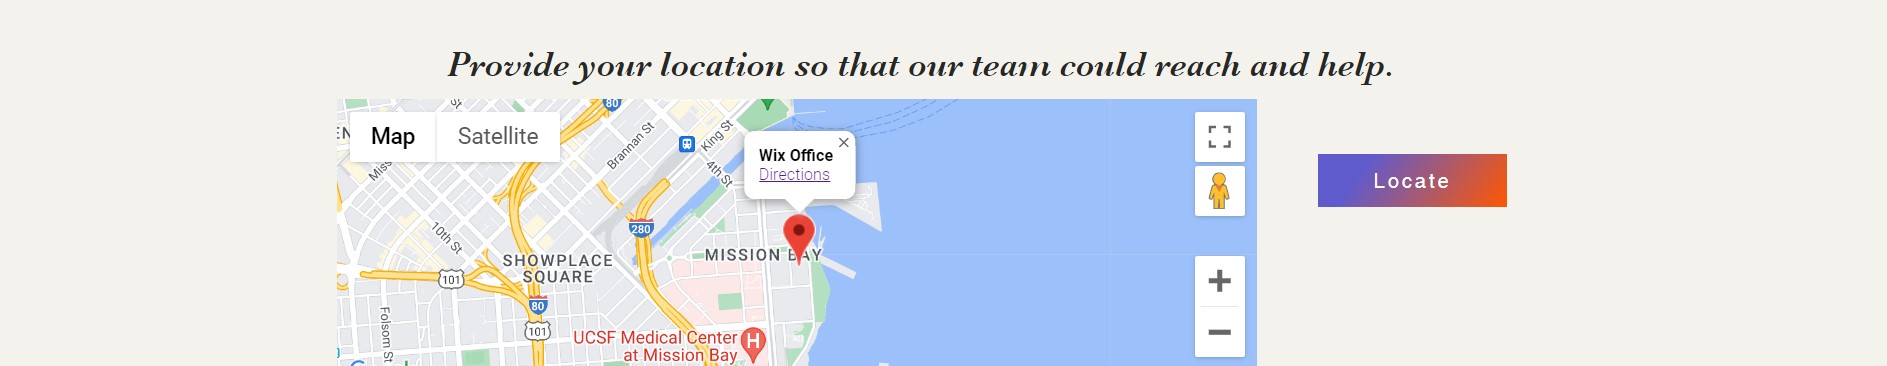 Provide your location so that our team could reach and help.
80
St
Map
Satellite
Brannan St
King St
4th St
Wix Office
Directions
Locate
280
10th St
MISSION BAY
SHOWPLACE
SQUARE
101
80
101
Folsom St
UCSF Medical Center
at Mission Bay
H